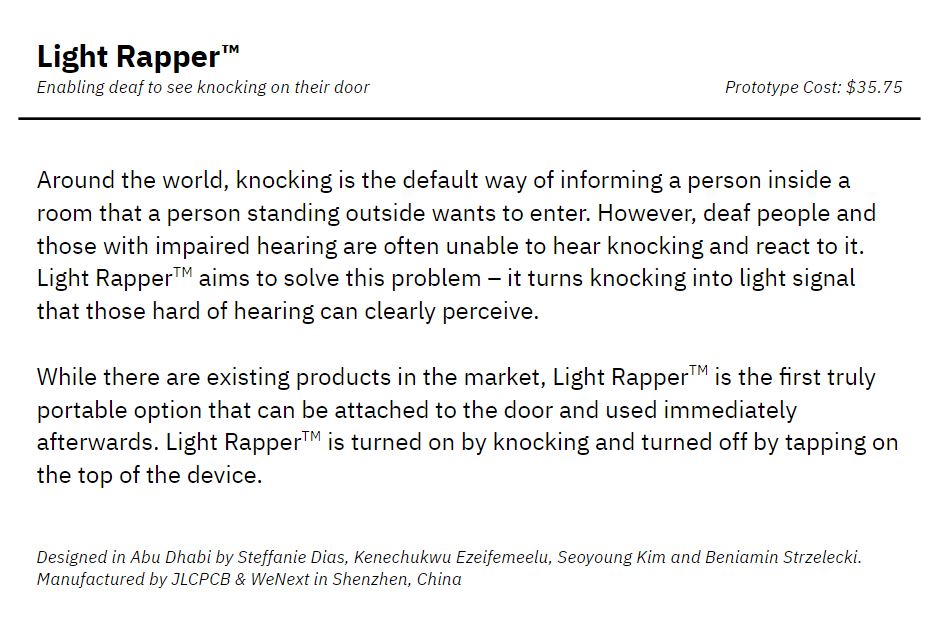 Light Rapper™
Enabling deaf to see knocking on their door
Prototype Cost: $35.75
Around the world, knocking is the default way of informing a person inside a
room that a person standing outside wants to enter. However, deaf people and
those with impaired hearing are often unable to hear knocking and react to it.
Light Rapper™ aims to solve this problem – it turns knocking into light signal
that those hard of hearing can clearly perceive.
While there are existing products in the market, Light Rapper™ is the first truly
portable option that can be attached to the door and used immediately
afterwards. Light Rapper™ is turned on by knocking and turned off by tapping on
the top of the device.
Designed in Abu Dhabi by Steffanie Dias, Kenechukwu Ezeifemeelu, Seoyoung Kim and Beniamin Strzelecki.
Manufactured by JLCPCB & WeNext in Shenzhen, China